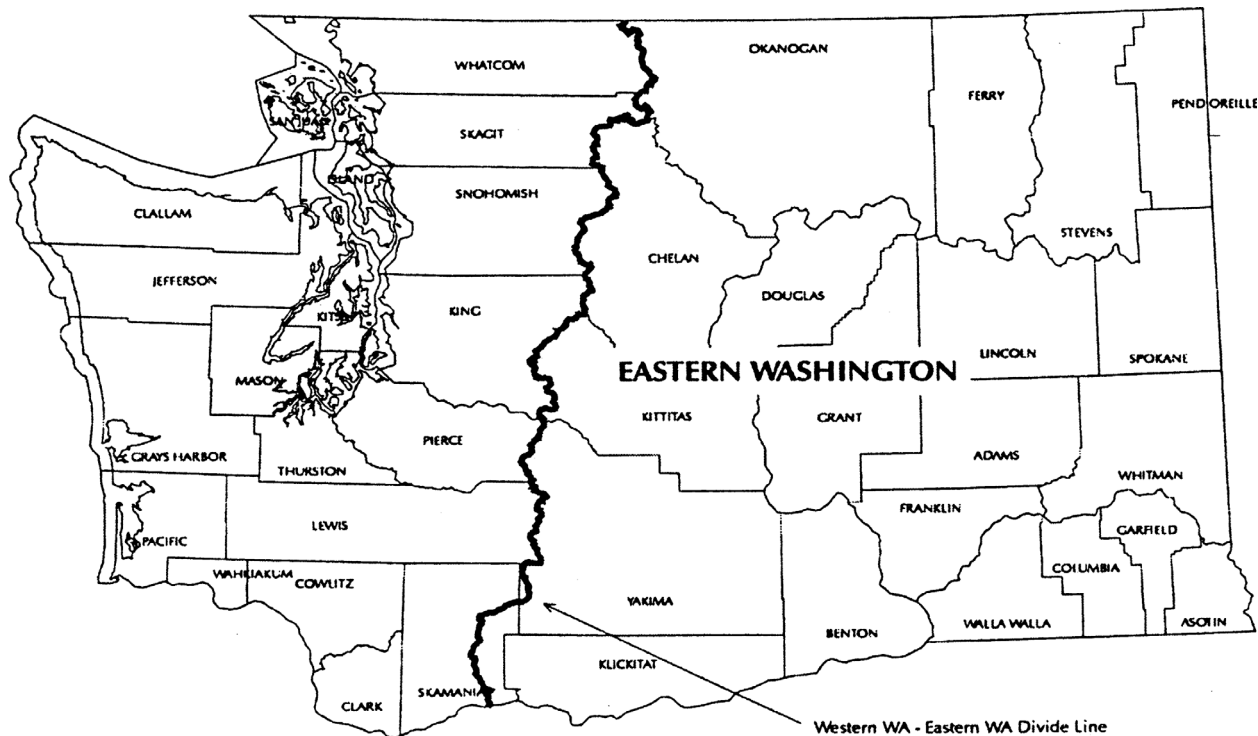 OKANOGAN
WHATCOM
FERRY
PEND OREILLE
SAN JUAN
SKAGIT
ISLAND
SNOHOMISH
CLALLAM
STEVENS
CHELAN
JEFFERSON
DOUGLAS
KING
KITSAP
LINCOLN
SPOKANE
EASTERN WASHINGTON
MASON
KITTITAS
GRANT
PIERCE
GRAYS HARBOR
ADAMS
THURSTON
WHITMAN
FRANKLIN
LEWIS
GARFIELD
PACIFIC
COLUMBIA
WAHKIAKUM
COWLITZ
YAKIMA
WALLA WALLA
ASOTIN
BENTON
KLICKITAT
SKAMANIA
CLARK
Western WA - Eastern WA Divide Line